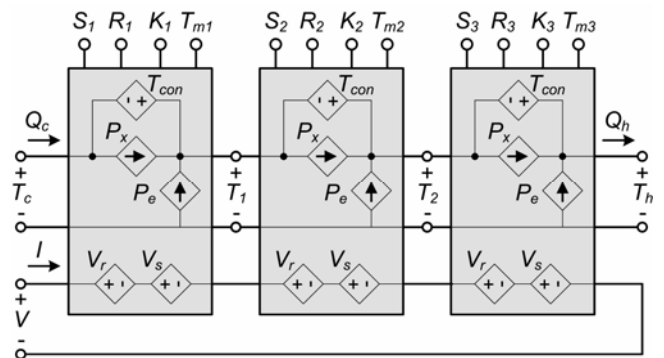 S1 R1 K1 Tm1 S2 R2 K2 Tm2 S3 R3 K3 Tm3
Tcon Tcon Tcon
- + - + - +
Qc Px Px Px Qh
+ + + +
Tc Pe T1 Pe T2 Pe Th
- - - -
I Vr Vs Vr Vs Vr Vs
+ - + - + - + - + - + -
+
V
-